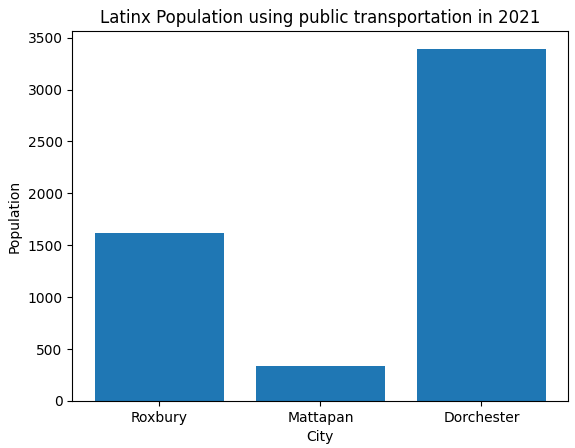 Latinx Population using public transportation in 2021
3500
3000
2500
2000
1500
1000
500
0
Population
Roxbury Mattapan Dorchester
City